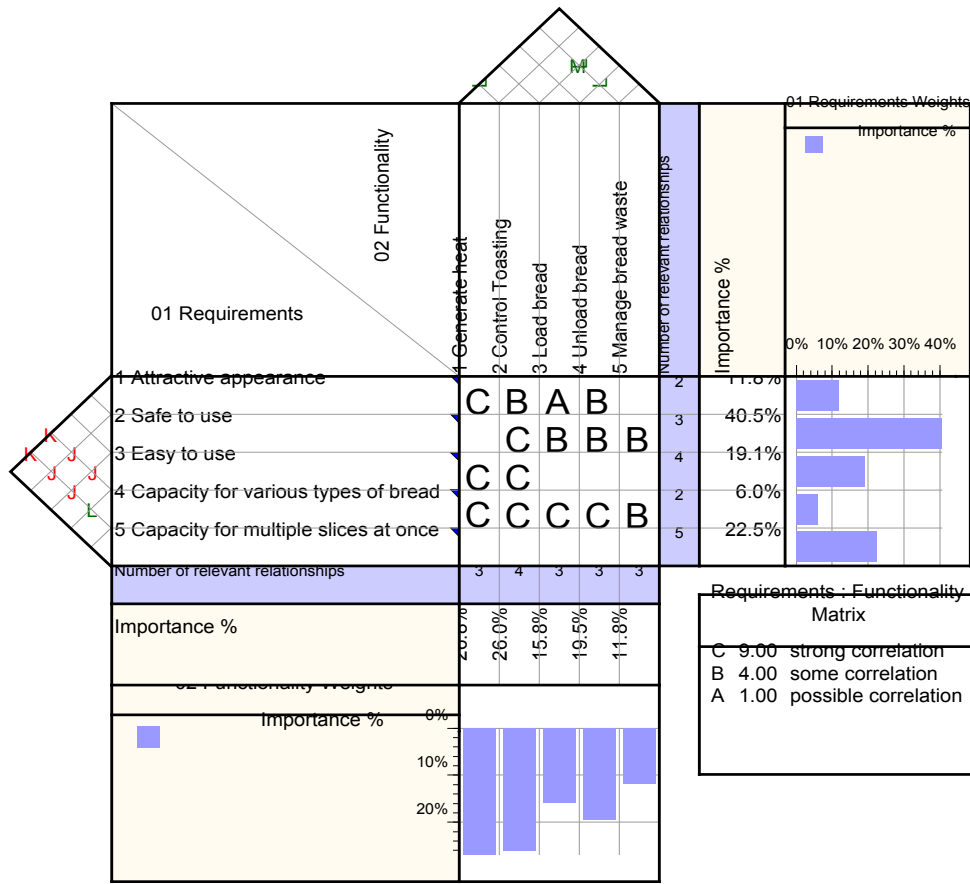 L
M
L
01 Requirements Weights
Importance %
02 Functionality
01 Requirements
1 Generate heat
2 Control Toasting
3 Load bread
4 Unload bread
5 Manage bread waste
Number of relevant relationships
Importance %
0% 10% 20% 30% 40%
1 Attractive appearance
2 11.8%
C B A B
2 Safe to use
3 40.5%
C B B B
3 Easy to use
4 19.1%
C C
4 Capacity for various types of bread
2 6.0%
C C C C B
5 Capacity for multiple slices at once
5 22.5%
K
K J
J J
J
L
Number of relevant relationships
3 4 3 3 3
Importance %
26.0% 15.8% 19.5% 11.8%
02 Functionality Weights
Importance %
0%
10%
20%
Requirements : Functionality
Matrix
C 9.00 strong correlation
B 4.00 some correlation
A 1.00 possible correlation